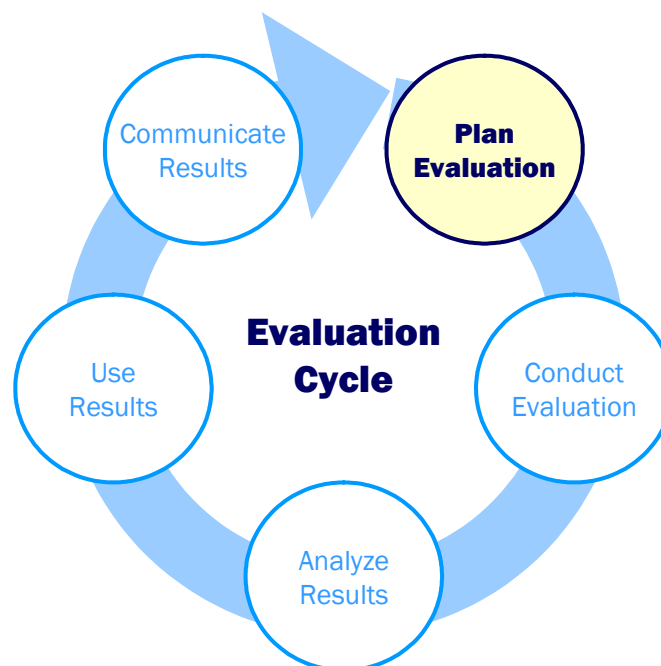 Communicate
Results
Plan
Evaluation
Evaluation
Cycle
Use
Results
Conduct
Evaluation
Analyze
Results